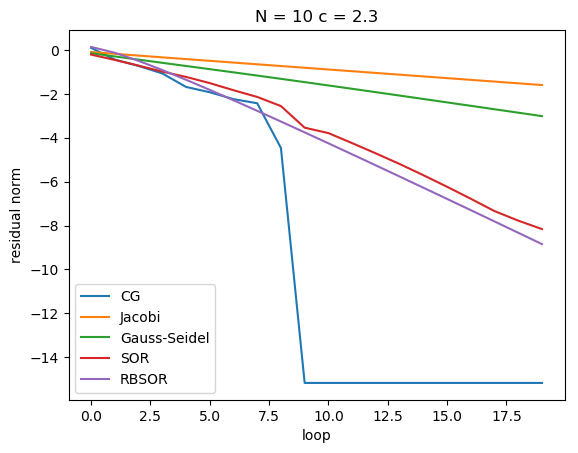 N = 10 c = 2.3
residual norm
0
−2
−4
−6
−8
−10
−12
−14
CG
Jacobi
Gauss-Seidel
SOR
RBSOR
0.0 2.5 5.0 7.5 10.0 12.5 15.0 17.5
loop